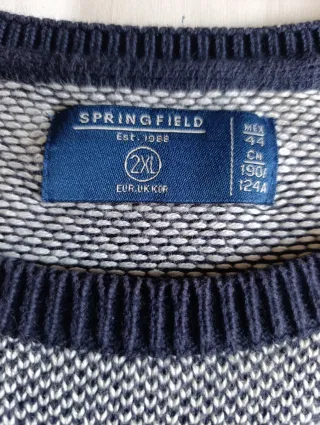 SPRINGFIELD
Est. 1988
2XL
EUR.UK.KOR
MEX
44
CN
190/
124A